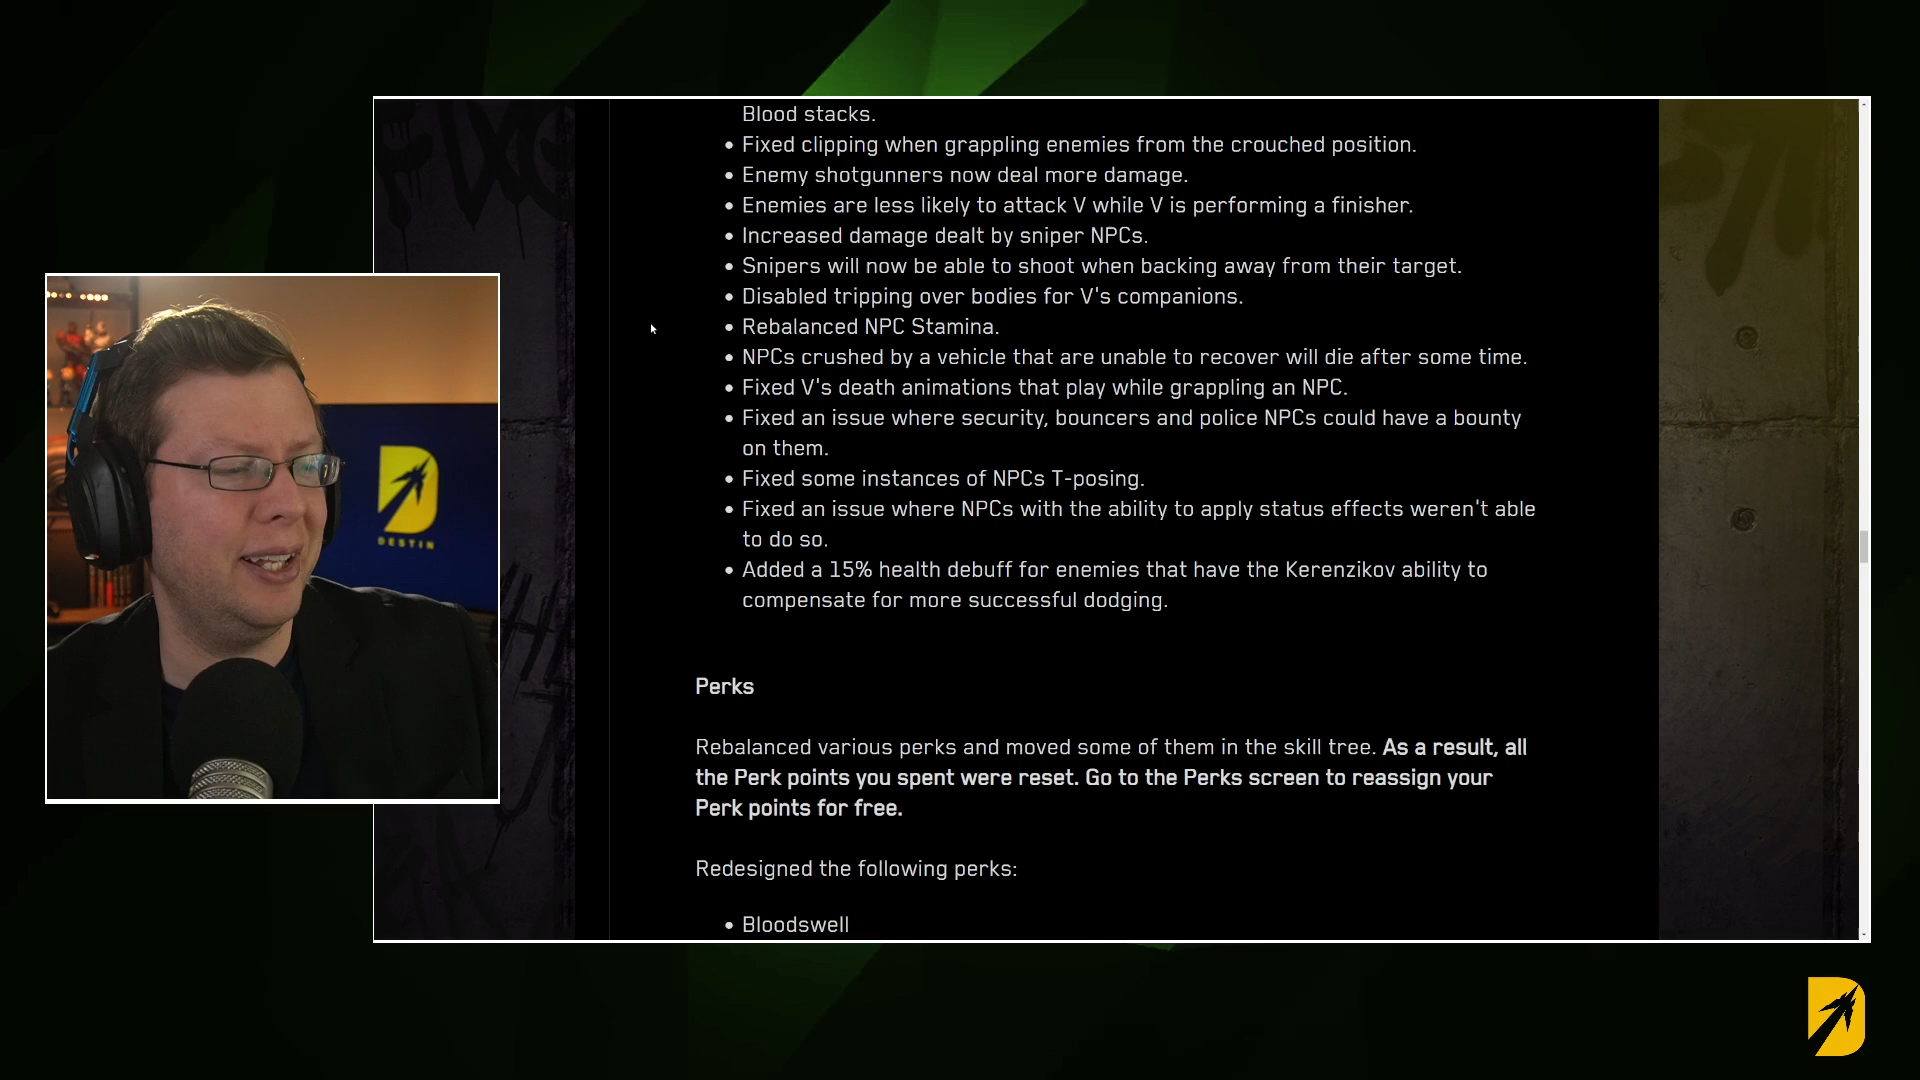 Blood stacks.
• Fixed clipping when grappling enemies from the crouched position.
• Enemy shotgunners now deal more damage.
• Enemies are less likely to attack V while V is performing a finisher.
• Increased damage dealt by sniper NPCs.
• Snipers will now be able to shoot when backing away from their target.
• Disabled tripping over bodies for V's companions.
• Rebalanced NPC Stamina.
• NPCs crushed by a vehicle that are unable to recover will die after some time.
• Fixed V's death animations that play while grappling an NPC.
• Fixed an issue where security, bouncers and police NPCs could have a bounty
on them.
• Fixed some instances of NPCs T-posing.
• Fixed an issue where NPCs with the ability to apply status effects weren't able
to do so.
• Added a 15% health debuff for enemies that have the Kerenzikov ability to
compensate for more successful dodging.
Perks
Rebalanced various perks and moved some of them in the skill tree. As a result, all
the Perk points you spent were reset. Go to the Perks screen to reassign your
Perk points for free.
Redesigned the following perks:
• Bloodswell
DESTIN